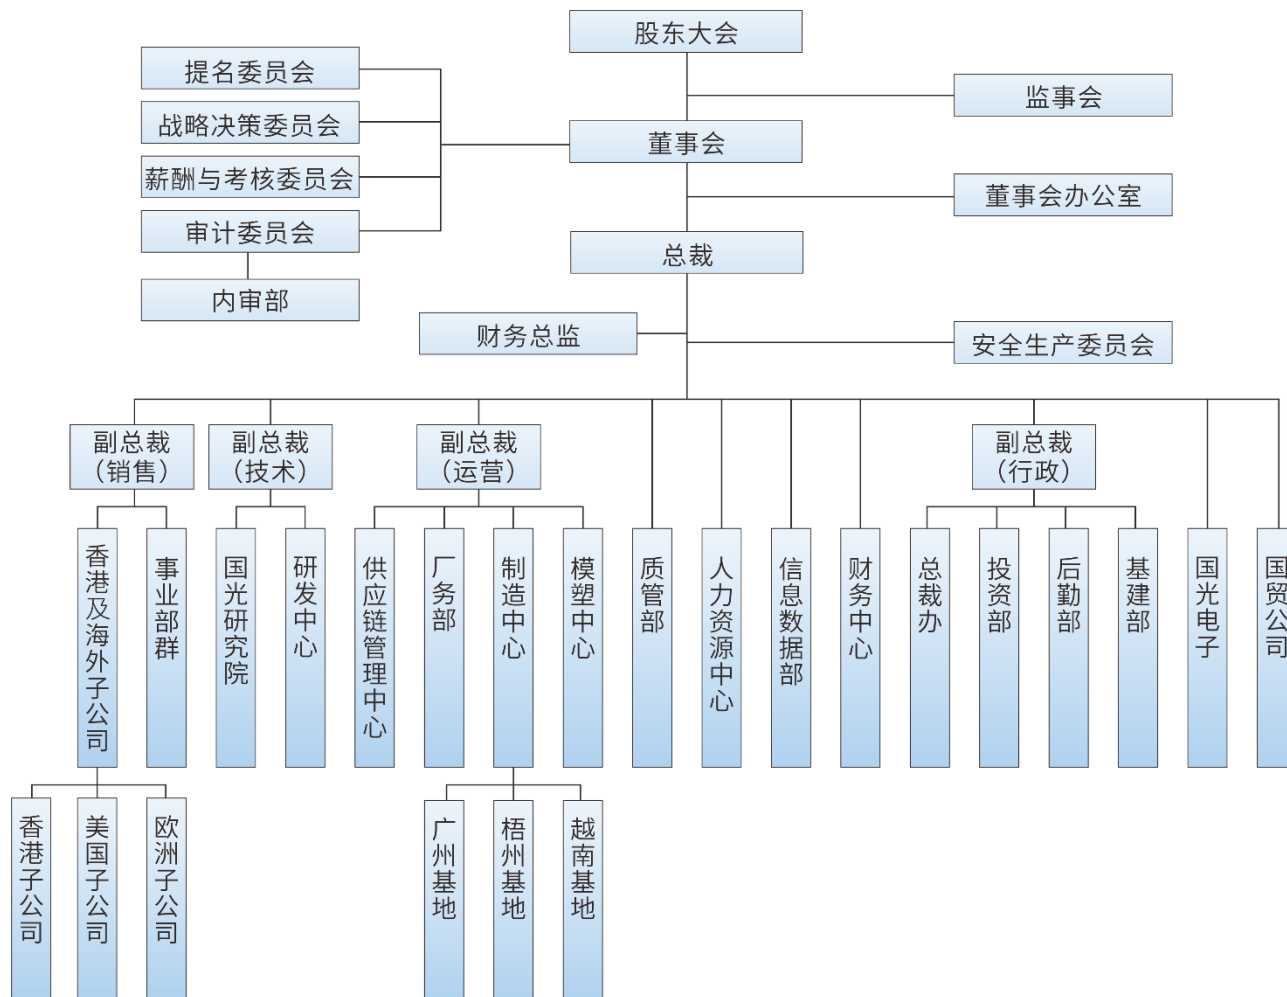 股东大会
提名委员会
监事会
战略决策委员会
董事会
薪酬与考核委员会
董事会办公室
审计委员会
总裁
内审部
财务总监
安全生产委员会
副总裁
（销售）
副总裁
（技术）
副总裁
（运营）
副总裁
（行政）
香港及海外子公司
事业部群
国光研究院
研发中心
供应链管理中心
厂务部
制造中心
模塑中心
质管部
人力资源中心
信息数据部
财务中心
总裁办
投资部
后勤部
基建部
国光电子
国贸公司
香港子公司
美国子公司
欧洲子公司
广州基地
梧州基地
越南基地